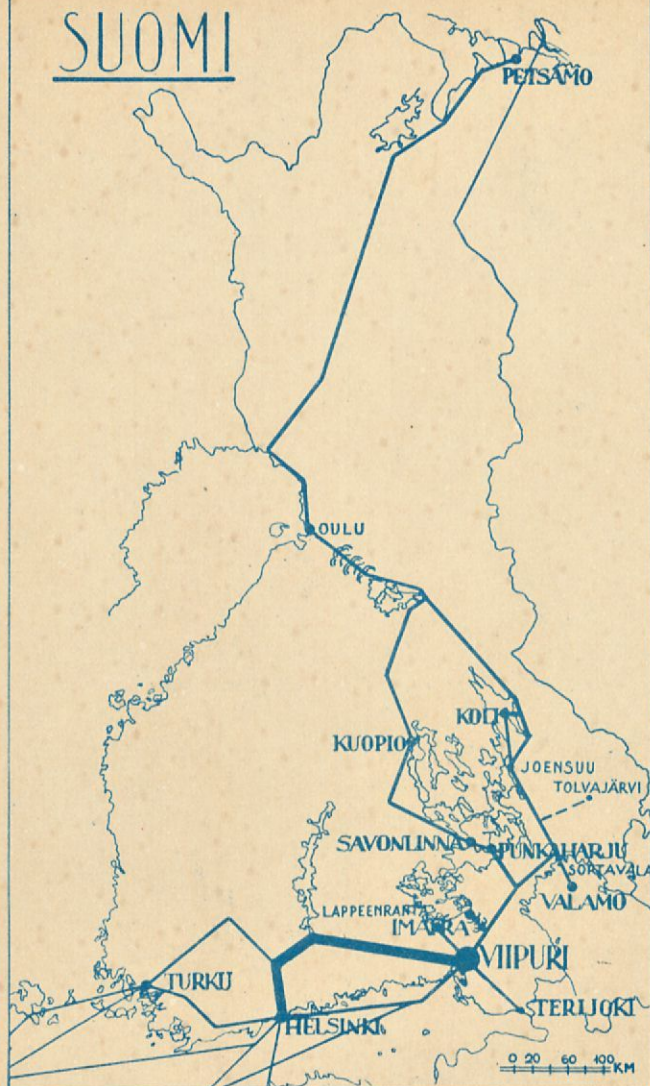 SUOMI
PETSAMO
OULU
KOLI
KUOPIO
JOENSUU
TOLVAJÄRVI
SAVONLINNA
PUNKAHARJU
SORTAVALA
VALAMO
LAPPEENRANTA
IMATRA
VIIPURI
TURKU
TERIJOKI
HELSINKI
0 20 60 100 KM